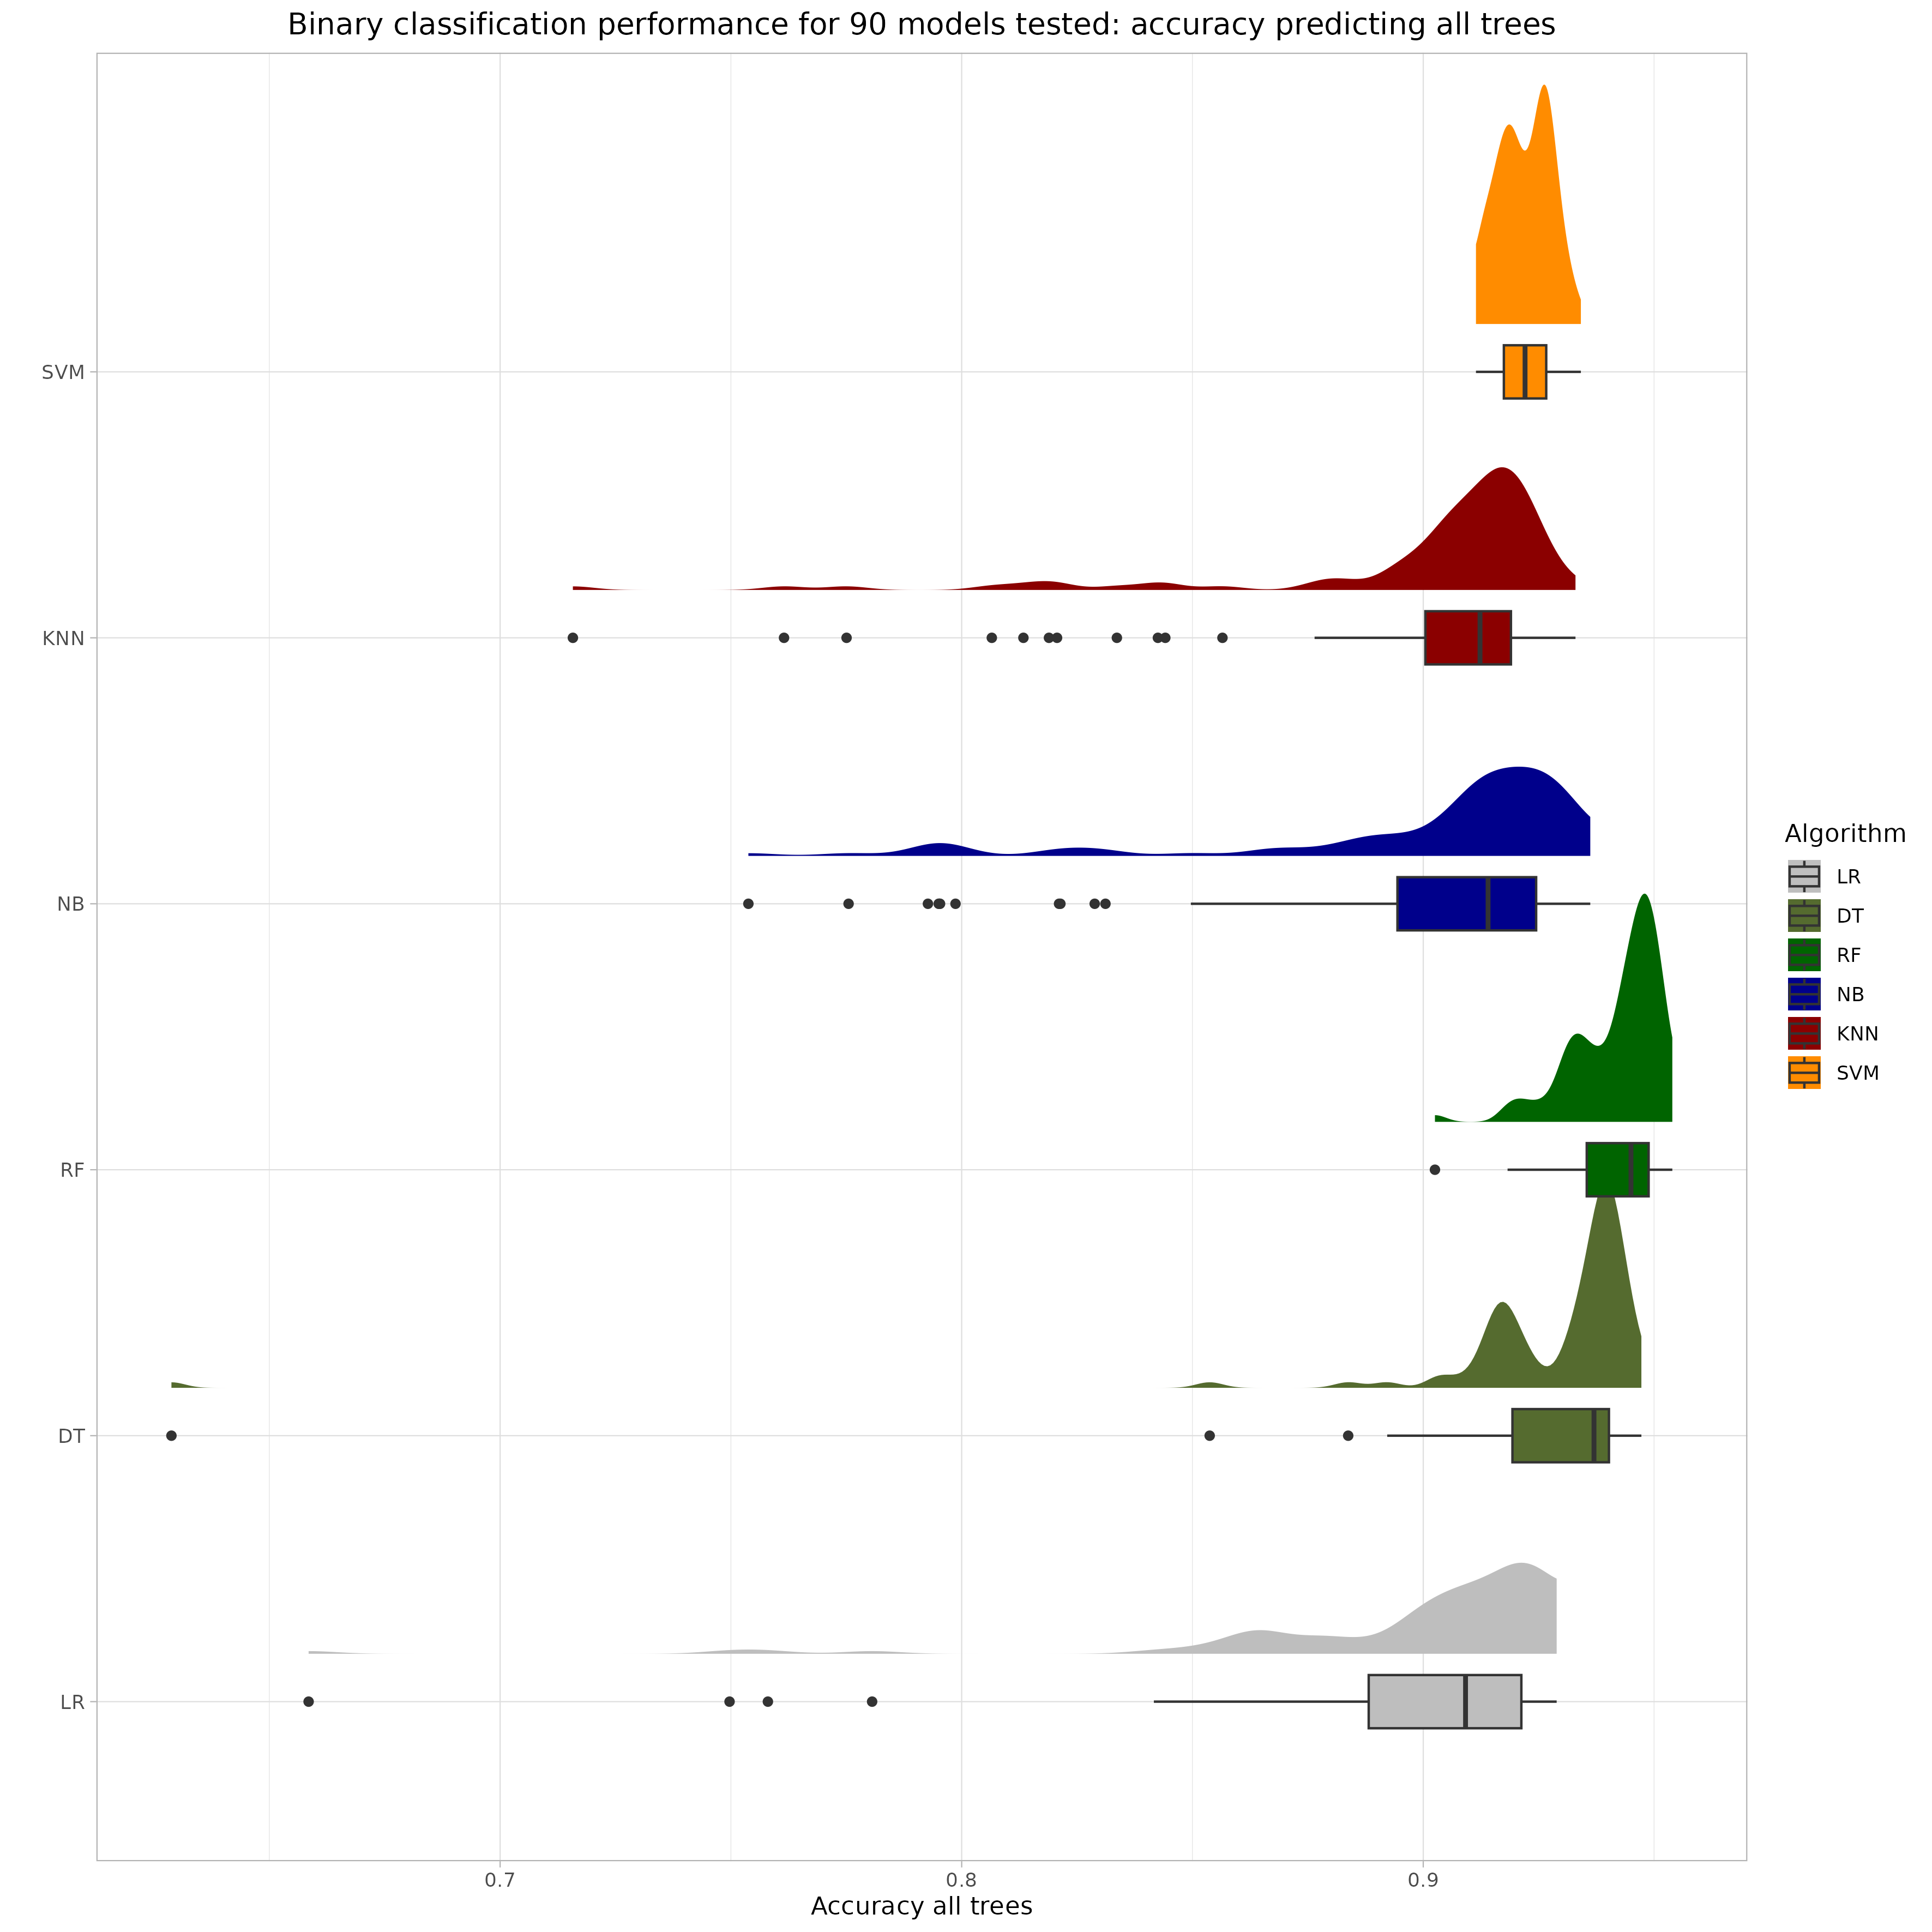 Binary classification performance for 90 models tested: accuracy predicting all trees
SVM
KNN
NB
RF
DT
LR
0.7
0.8
0.9
Accuracy all trees
Algorithm
LR
DT
RF
NB
KNN
SVM